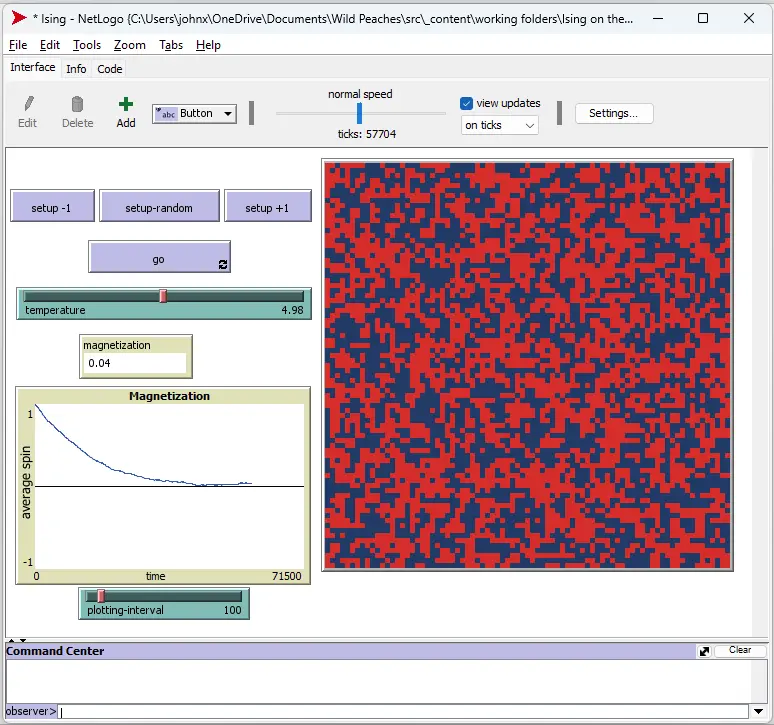 * Ising - NetLogo {C:\Users\johnx\OneDrive\Documents\Wild Peaches\src\_content\working folders\Ising on the...
File Edit Tools Zoom Tabs Help
Interface Info Code
Edit Delete Add
abc Button
normal speed
ticks: 57704
view updates
on ticks
Settings...
setup -1 setup-random setup +1
go
temperature 4.98
magnetization
0.04
Magnetization
1
average spin
-1
0 time 71500
plotting-interval 100
Command Center Clear
observer>